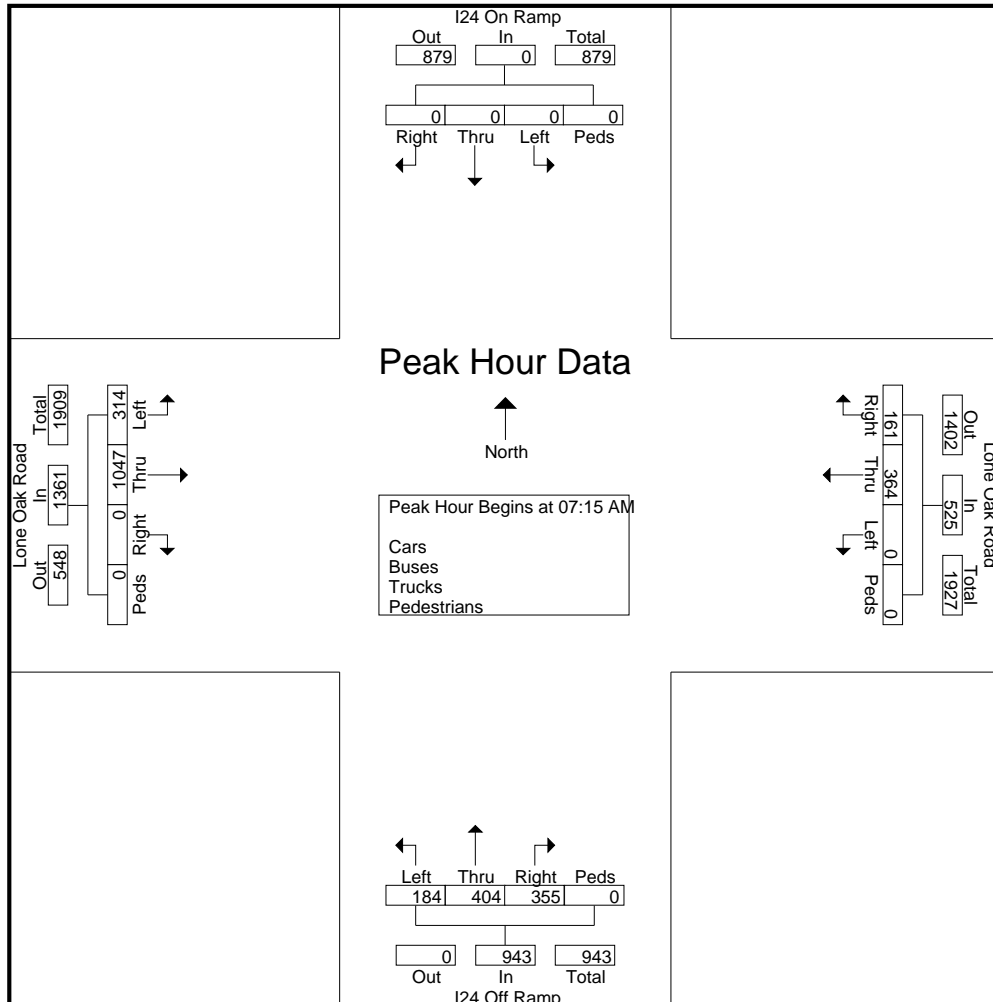 I24 On Ramp
Out In Total
879 0 879
0 0 0 0
Right Thru Left Peds
Peak Hour Data
North
Peak Hour Begins at 07:15 AM
Cars
Buses
Trucks
Pedestrians
Lone Oak Road
Out In Total
548 1361 1909
0 0 1047 314
Peds Right Thru Left
Lone Oak Road
Out In Total
1402 525 1927
161 364 0 0
Right Thru Left Peds
Left Thru Right Peds
184 404 355 0
0 943 943
Out In Total
I24 Off Ramp